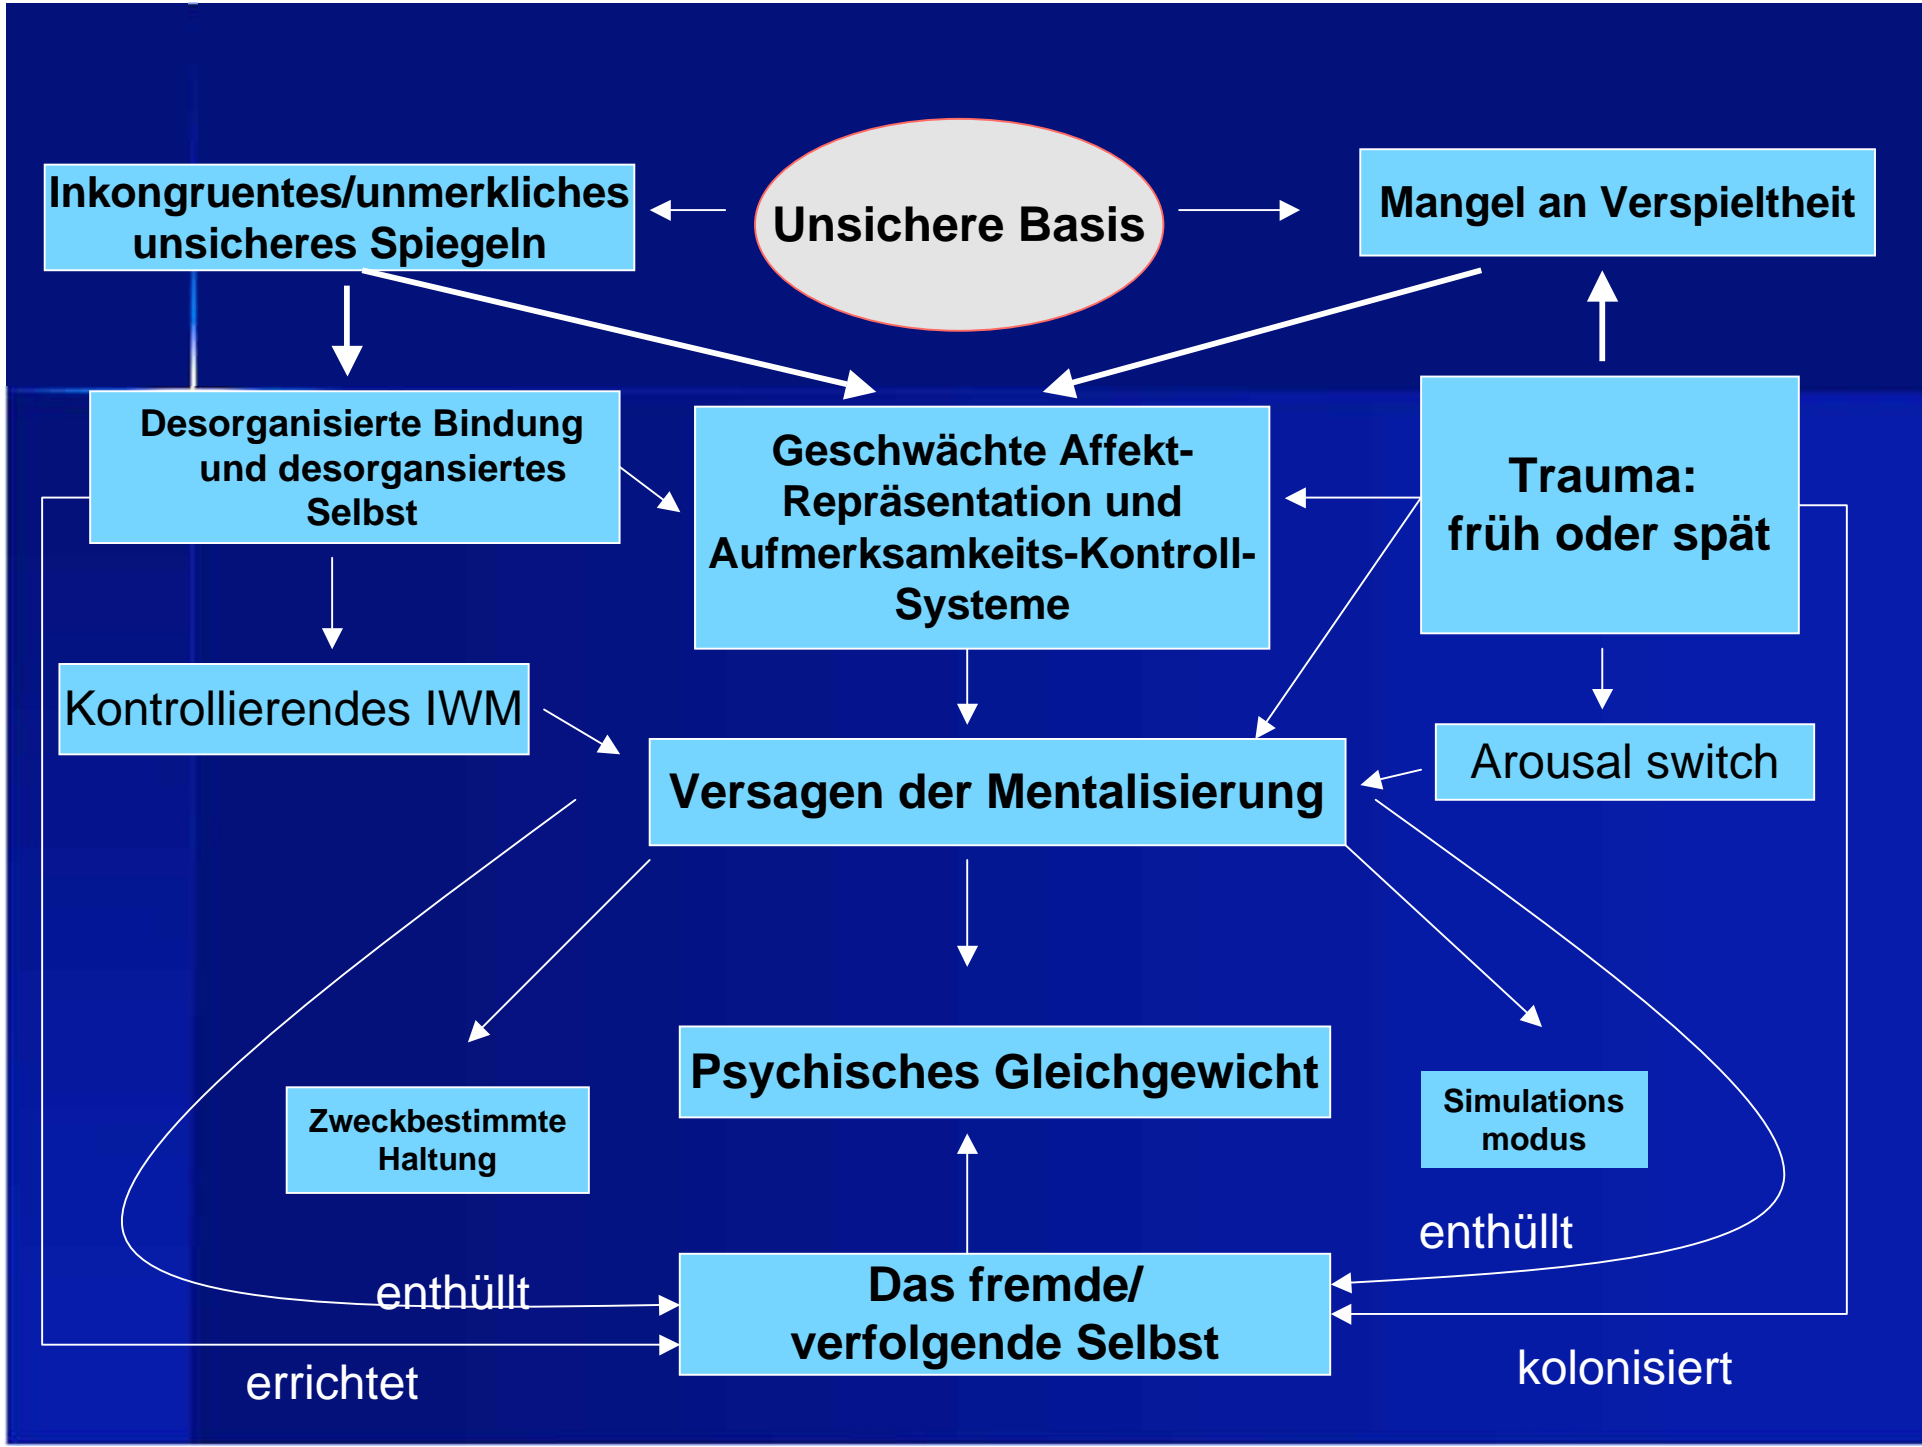 Inkongruentes/unmerkliches
unsicheres Spiegeln
Unsichere Basis
Mangel an Verspieltheit
Desorganisierte Bindung
und desorgansiertes
Selbst
Geschwächte Affekt-
Repräsentation und
Aufmerksamkeits-Kontroll-
Systeme
Trauma:
früh oder spät
Kontrollierendes IWM
Versagen der Mentalisierung
Arousal switch
Psychisches Gleichgewicht
Zweckbestimmte
Haltung
Simulations
modus
enthüllt
enthüllt
Das fremde/
verfolgende Selbst
errichtet
kolonisiert